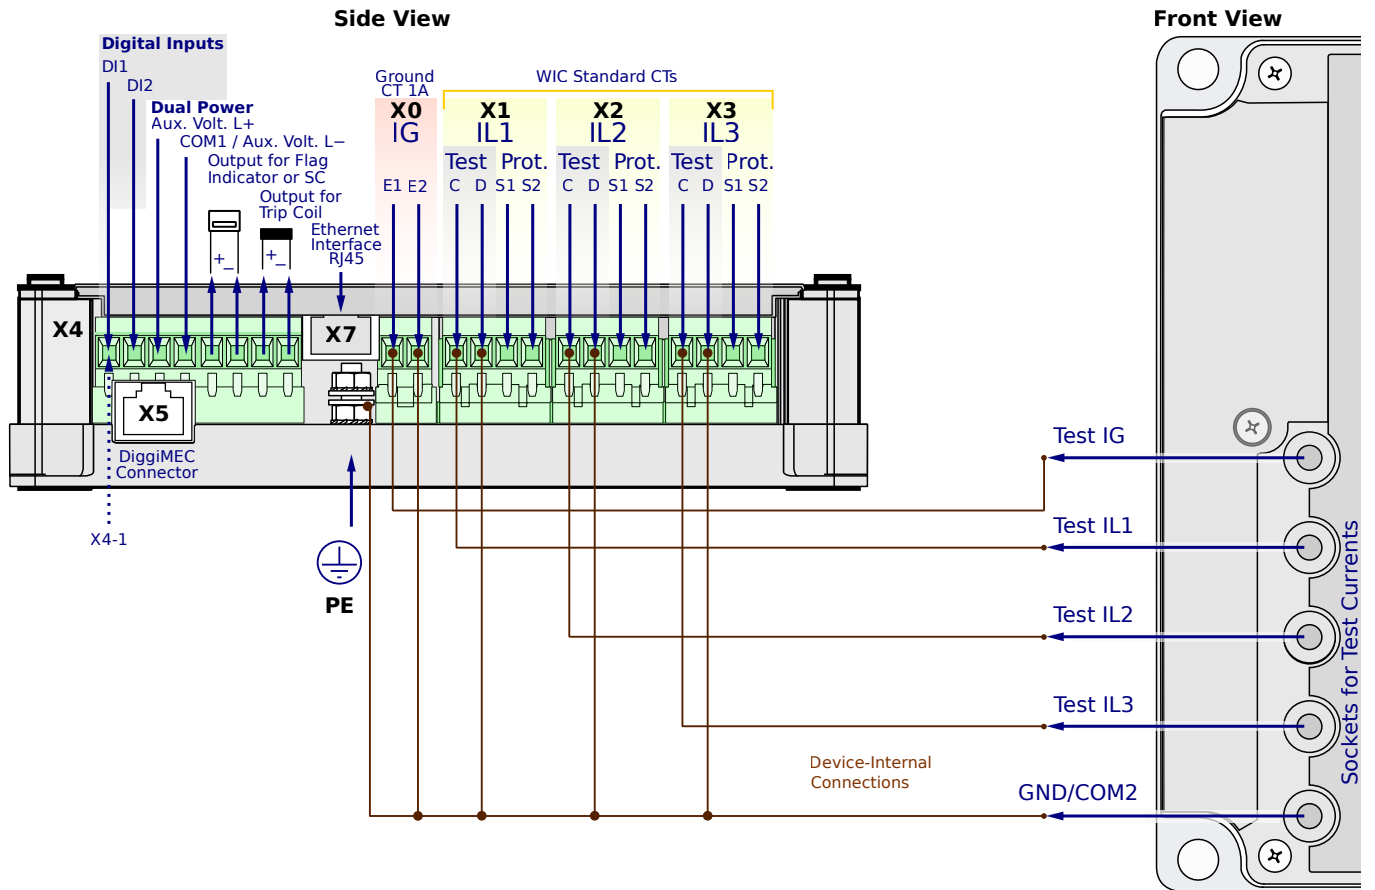 Side View
Front View
Digital Inputs
DI1
DI2
Dual Power
Aux. Volt. L+
COM1 / Aux. Volt. L−
Output for Flag
Indicator or SC
Output for
Trip Coil
Ethernet
Interface
RJ45
+
−
+
−
Ground
CT 1A
X0
IG
E1 E2
WIC Standard CTs
X1
IL1
Test Prot.
C D S1 S2
X2
IL2
Test Prot.
C D S1 S2
X3
IL3
Test Prot.
C D S1 S2
X4
X7
X5
DiggiMEC
Connector
X4-1
PE
Test IG
Test IL1
Test IL2
Test IL3
Device-Internal
Connections
GND/COM2
Sockets for Test Currents